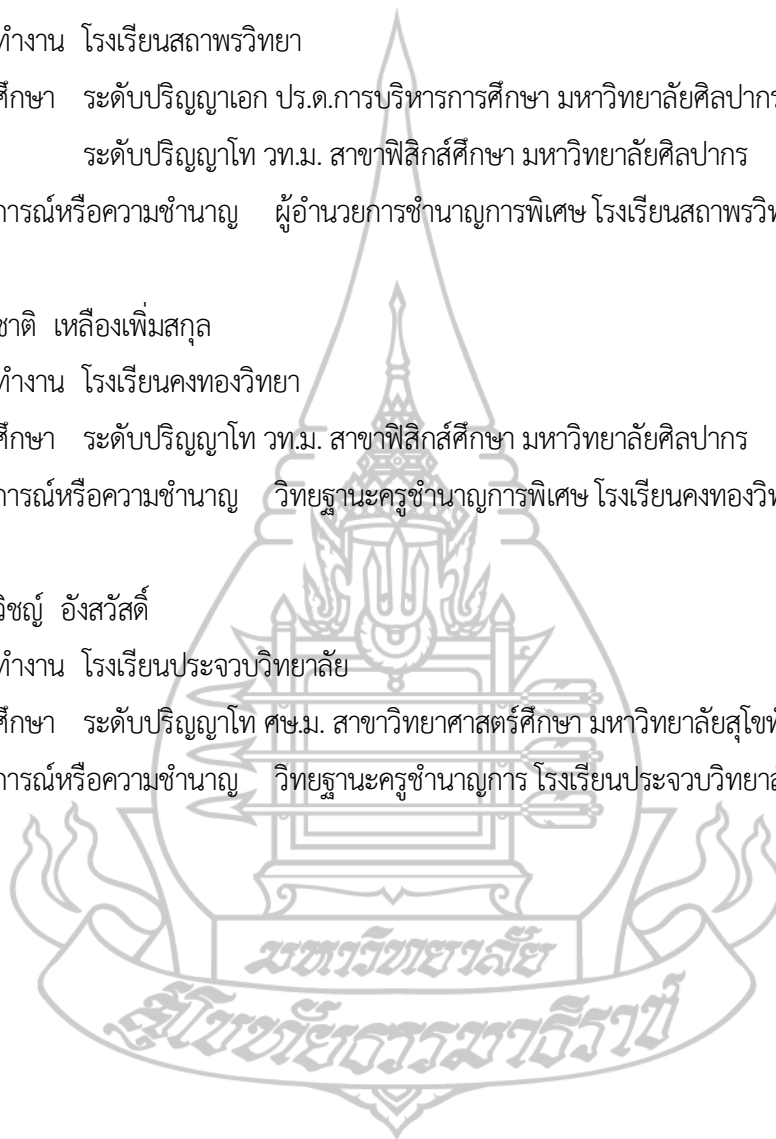 ทำงาน โรงเรียนสถาพรวิทยา
ศึกษา ระดับปริญญาเอก ปร.ด.การบริหารการศึกษา มหาวิทยาลัยศิลปากร
ระดับปริญญาโท วท.ม. สาขาฟิสิกส์ศึกษา มหาวิทยาลัยศิลปากร
การณ์หรือความชำนาญ ผู้อำนวยการชำนาญการพิเศษ โรงเรียนสถาพรวิท
ชาติ เหลืองเพิ่มสกุล
ทำงาน โรงเรียนคงทองวิทยา
ศึกษา ระดับปริญญาโท วท.ม. สาขาฟิสิกส์ศึกษา มหาวิทยาลัยศิลปากร
การณ์หรือความชำนาญ วิทยฐานะครูชำนาญการพิเศษ โรงเรียนคงทองวิท
วิชญ์ อังสวัสดิ์
ทำงาน โรงเรียนประจวบวิทยาลัย
ศึกษา ระดับปริญญาโท ศษ.ม. สาขาวิทยาศาสตร์ศึกษา มหาวิทยาลัยสุโขทั
การณ์หรือความชำนาญ วิทยฐานะครูชำนาญการ โรงเรียนประจวบวิทยาลั
มหาวิทยาลัย
สุโขทัยธรรมาธิราช